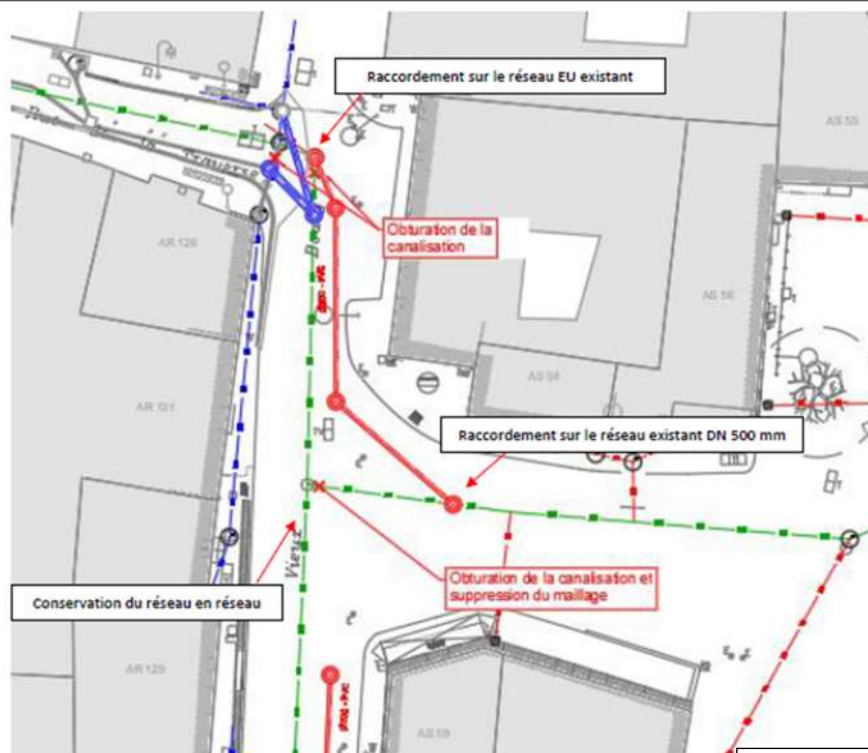 Raccordement sur le réseau EU existant
Obturation de la
canalisation
AS 55
AR 128
AS 56
AS 58
AR 131
Raccordement sur le réseau existant DN 500 mm
Obturation de la canalisation et
suppression du maillage
Conservation du réseau en réseau
Vieux
AR 129
AS 59